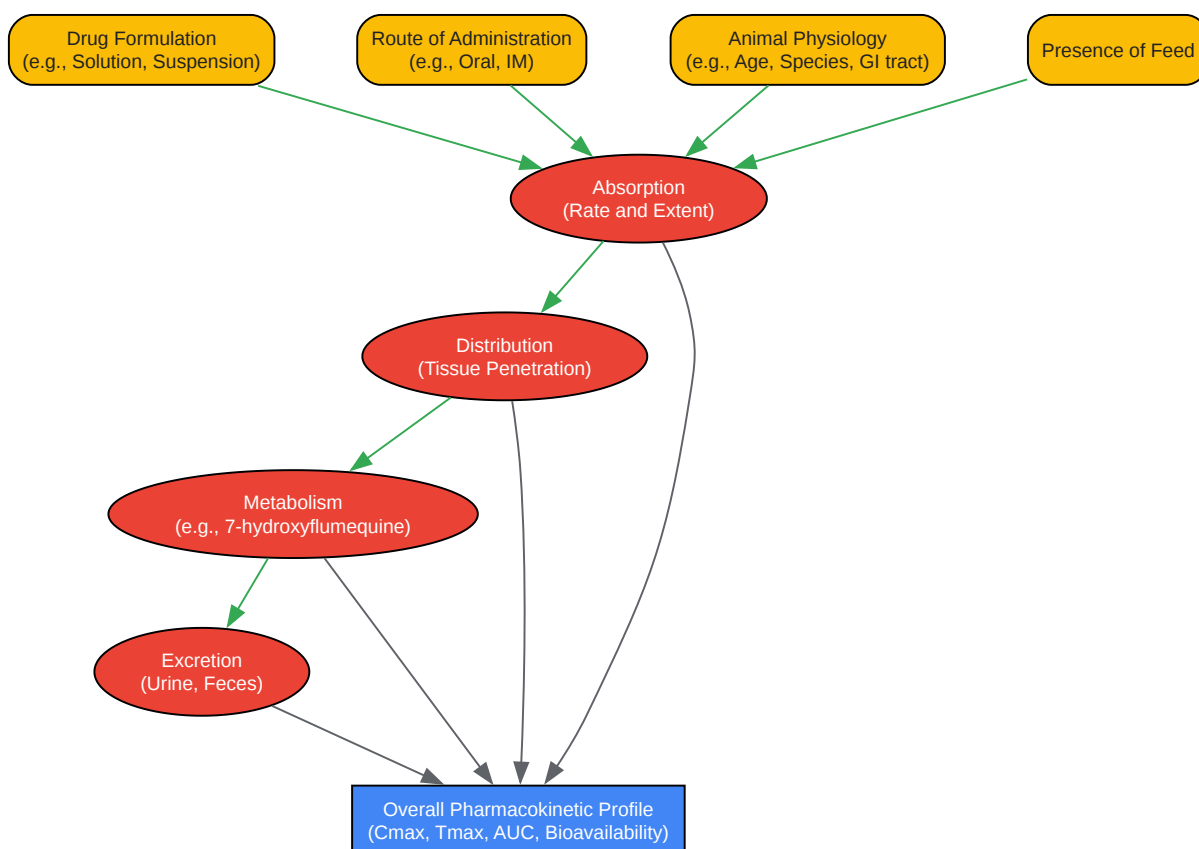 Drug Formulation
(e.g., Solution, Suspension)
Route of Administration
(e.g., Oral, IM)
Animal Physiology
(e.g., Age, Species, GI tract)
Presence of Feed
Absorption
(Rate and Extent)
Distribution
(Tissue Penetration)
Metabolism
(e.g., 7-hydroxyflumequine)
Excretion
(Urine, Feces)
Overall Pharmacokinetic Profile
(Cmax, Tmax, AUC, Bioavailability)